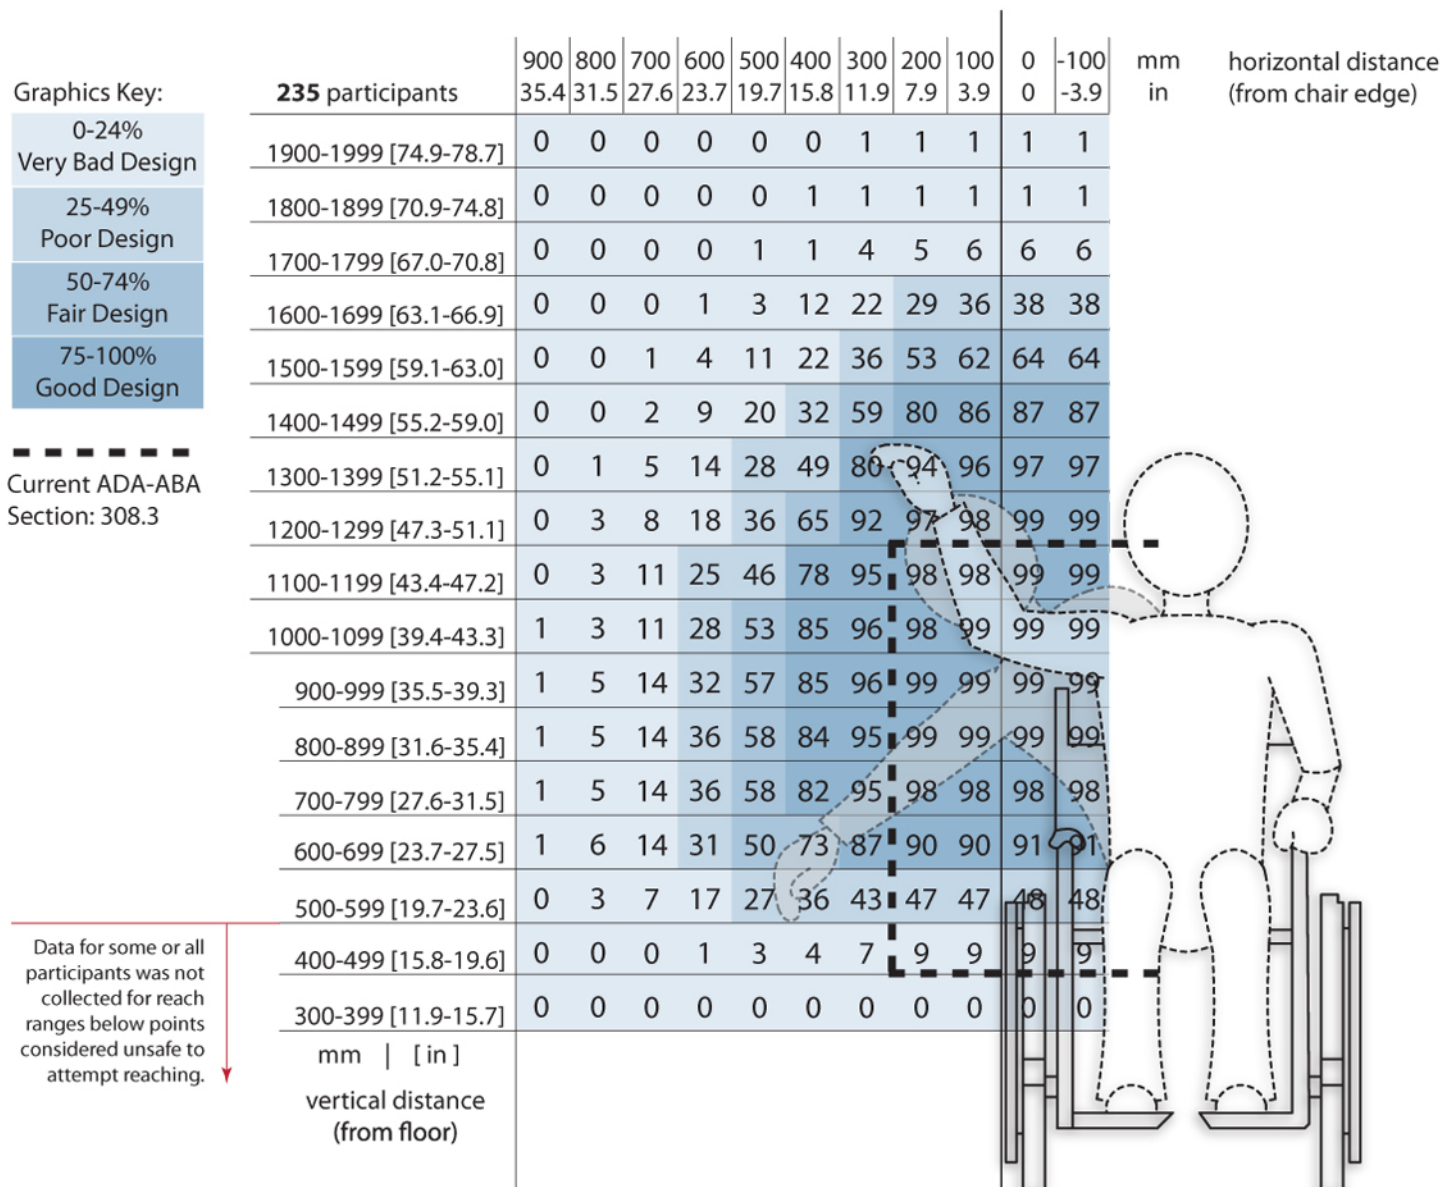 900 800 700 600 500 400 300 200 100 0 -100 mm horizontal distance
Graphics Key: 235 participants 35.4 31.5 27.6 23.7 19.7 15.8 11.9 7.9 3.9 0 -3.9 in (from chair edge)
0-24%
Very Bad Design
25-49%
Poor Design
50-74%
Fair Design
75-100%
Good Design
Current ADA-ABA
Section: 308.3
1900-1999 [74.9-78.7] 0 0 0 0 0 0 1 1 1 1 1
1800-1899 [70.9-74.8] 0 0 0 0 0 1 1 1 1 1 1
1700-1799 [67.0-70.8] 0 0 0 0 1 1 4 5 6 6 6
1600-1699 [63.1-66.9] 0 0 0 1 3 12 22 29 36 38 38
1500-1599 [59.1-63.0] 0 0 1 4 11 22 36 53 62 64 64
1400-1499 [55.2-59.0] 0 0 2 9 20 32 59 80 86 87 87
1300-1399 [51.2-55.1] 0 1 5 14 28 49 80 94 96 97 97
1200-1299 [47.3-51.1] 0 3 8 18 36 65 92 97 98 99 99
1100-1199 [43.4-47.2] 0 3 11 25 46 78 95 98 98 99 99
1000-1099 [39.4-43.3] 1 3 11 28 53 85 96 98 99 99 99
900-999 [35.5-39.3] 1 5 14 32 57 85 96 99 99 99 99
800-899 [31.6-35.4] 1 5 14 36 58 84 95 99 99 99 99
700-799 [27.6-31.5] 1 5 14 36 58 82 95 98 98 98 98
600-699 [23.7-27.5] 1 6 14 31 50 73 87 90 90 91 91
500-599 [19.7-23.6] 0 3 7 17 27 36 43 47 47 48 48
400-499 [15.8-19.6] 0 0 0 1 3 4 7 9 9 9 9
300-399 [11.9-15.7] 0 0 0 0 0 0 0 0 0 0 0
mm | [ in ]
vertical distance
(from floor)
Data for some or all
participants was not
collected for reach
ranges below points
considered unsafe to
attempt reaching.